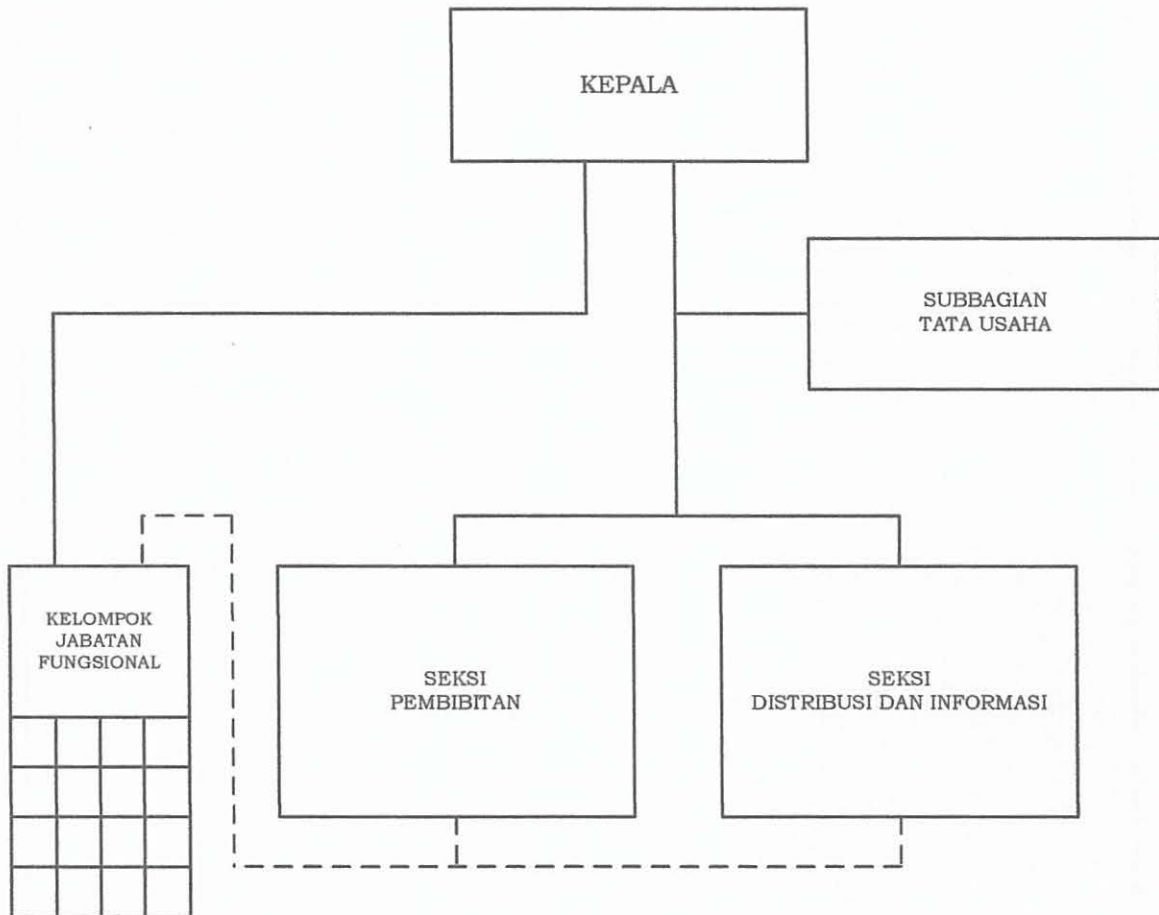 KEPALA
SUBBAGIAN
TATA USAHA
KELOMPOK
JABATAN
FUNGSIONAL
SEKSI
PEMBIBITAN
SEKSI
DISTRIBUSI DAN INFORMASI